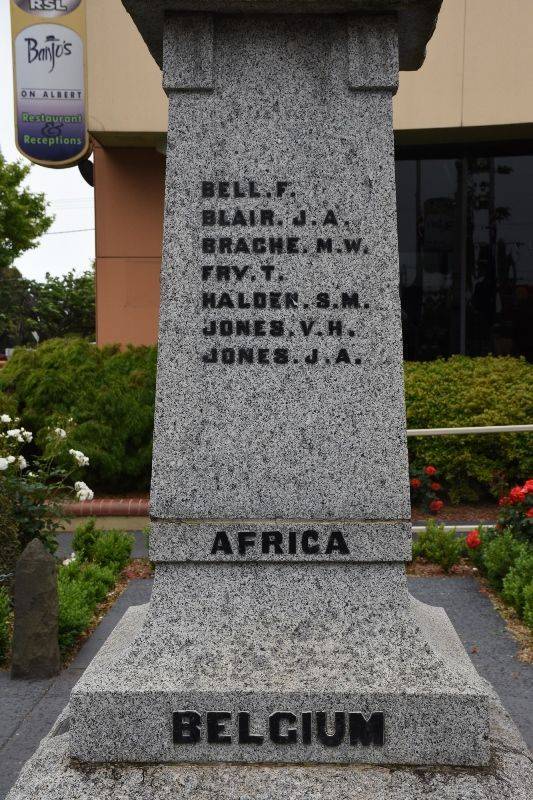 RSL
Banjo's
ON ALBERT
Restaurant
&
Receptions
BELL. F.
BLAIR. J. A.
BRACHE. M. W.
FRY. T.
HALDEN. S. M.
JONES. V. H.
JONES. J. A.
AFRICA
BELGIUM